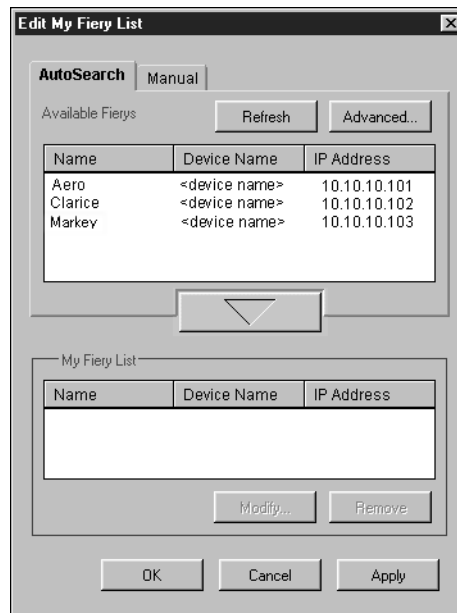 Edit My Fiery List
AutoSearch Manual
Available Fierys Refresh Advanced...
Name Device Name IP Address
Aero <device name> 10.10.10.101
Clarice <device name> 10.10.10.102
Markey <device name> 10.10.10.103
My Fiery List
Name Device Name IP Address
Modify... Remove
OK Cancel Apply